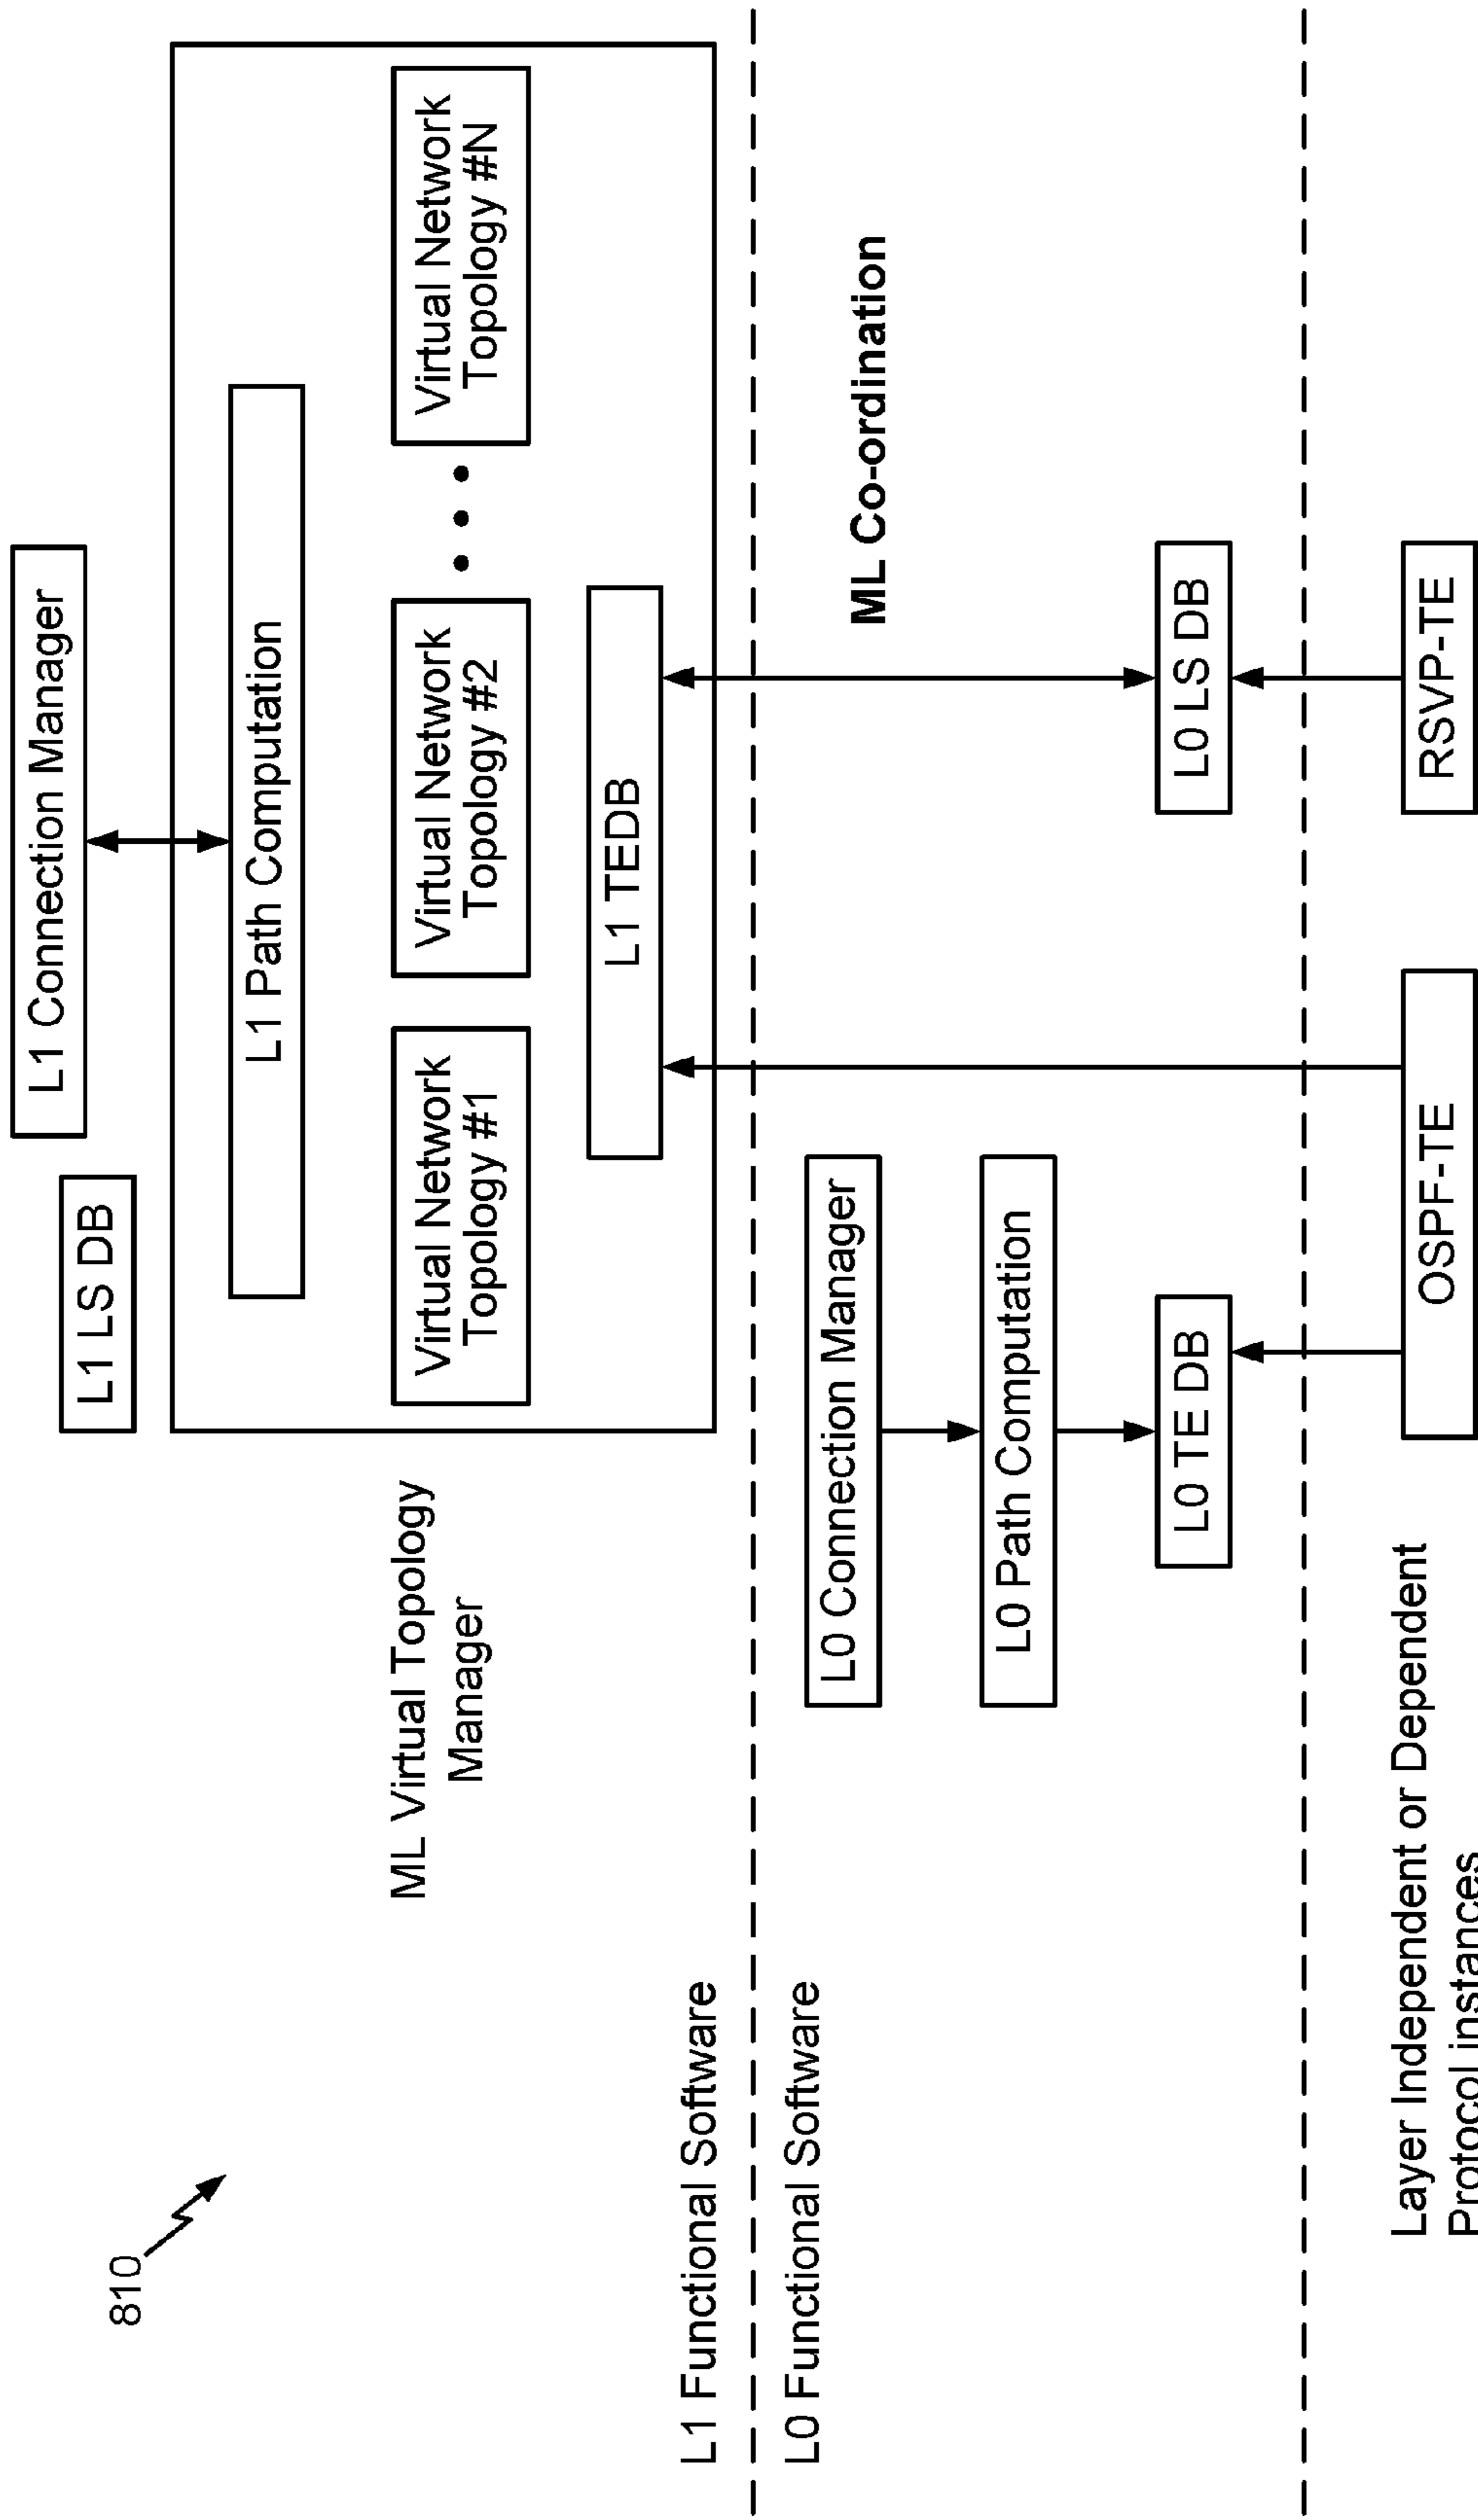 810
L1 LS DB
L1 Connection Manager
L1 Path Computation
ML Virtual Topology
Manager
Virtual Network
Topology #1
Virtual Network
Topology #2
Virtual Network
Topology #N
L1 TEDB
L1 Functional Software
L0 Functional Software
L0 Connection Manager
ML Co-ordination
L0 Path Computation
L0 TE DB
L0 LS DB
Layer Independent or Dependent
Protocol instances
OSPF-TE
RSVP-TE